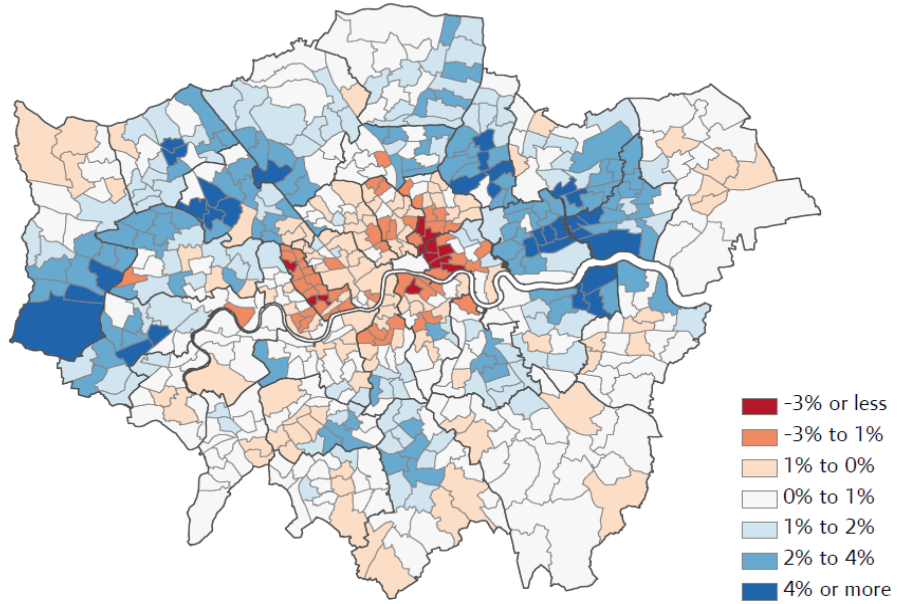 -3% or less
-3% to 1%
1% to 0%
0% to 1%
1% to 2%
2% to 4%
4% or more